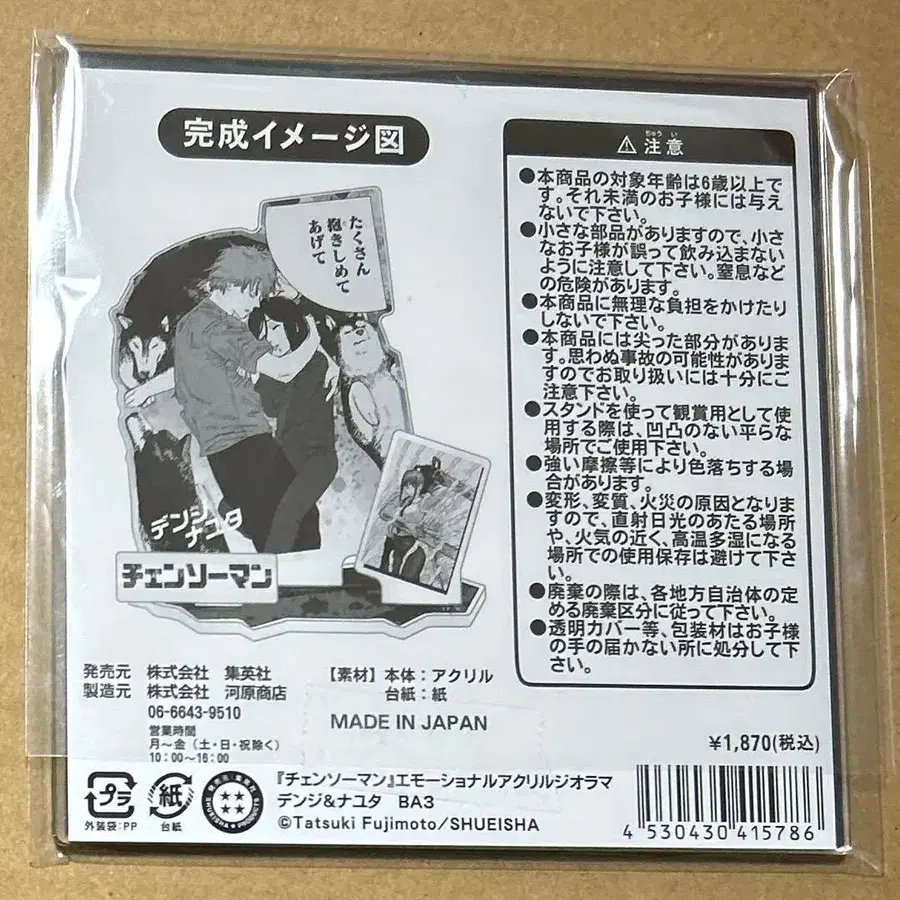 完成イメージ図
たくさん
抱きしめて
あげて
デンジ
ナユタ
チェンソーマン
ちゅうい
⚠ 注意
●本商品の対象年齢は6歳以上で
す。それ未満のお子様には与え
ないで下さい。
●小さな部品がありますので、小さ
なお子様が誤って飲み込まない
ように注意して下さい。窒息など
の危険があります。
●本商品に無理な負担をかけたり
しないで下さい。
●本商品には尖った部分がありま
す。思わぬ事故の可能性がありま
すのでお取り扱いには十分にご
注意下さい。
●スタンドを使って観賞用として使
用する際は、凹凸のない平らな
場所でご使用下さい。
●強い摩擦等により色落ちする場
合があります。
●変形、変質、火災の原因となりま
すので、直射日光のあたる場所
や、火気の近く、高温多湿になる
場所での使用保存は避けて下さ
い。
●廃棄の際は、各地方自治体の定
める廃棄区分に従って下さい。
●透明カバー等、包装材はお子様
の手の届かない所に処分して下
さい。
発売元 株式会社 集英社
製造元 株式会社 河原商店
06-6643-9510
営業時間
月～金(土・日・祝除く)
10:00～16:00
【素材】本体：アクリル
台紙：紙
MADE IN JAPAN
¥1,870(税込)
プラ
外装袋:PP
紙
台紙
SHUEISHA
『チェンソーマン』エモーショナルアクリルジオラマ
デンジ&ナユタ BA3
©Tatsuki Fujimoto/SHUEISHA
4 530430 415786